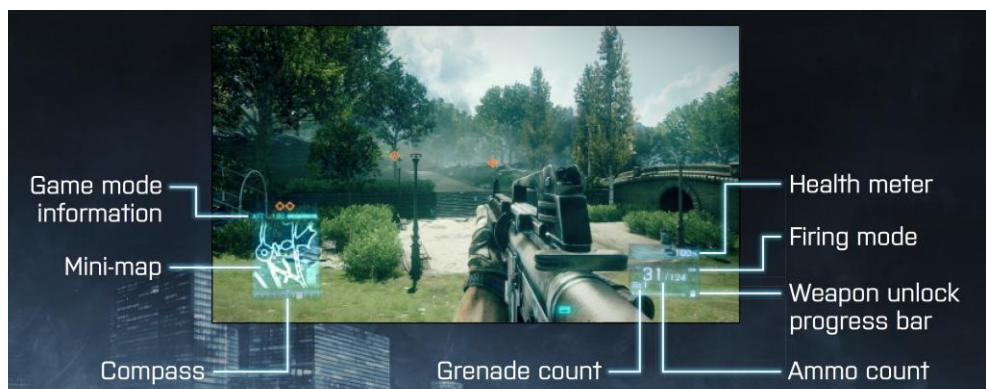 Game mode
information
Mini-map
Compass
Health meter
Firing mode
100
31/124
Weapon unlock
progress bar
Grenade count
Ammo count